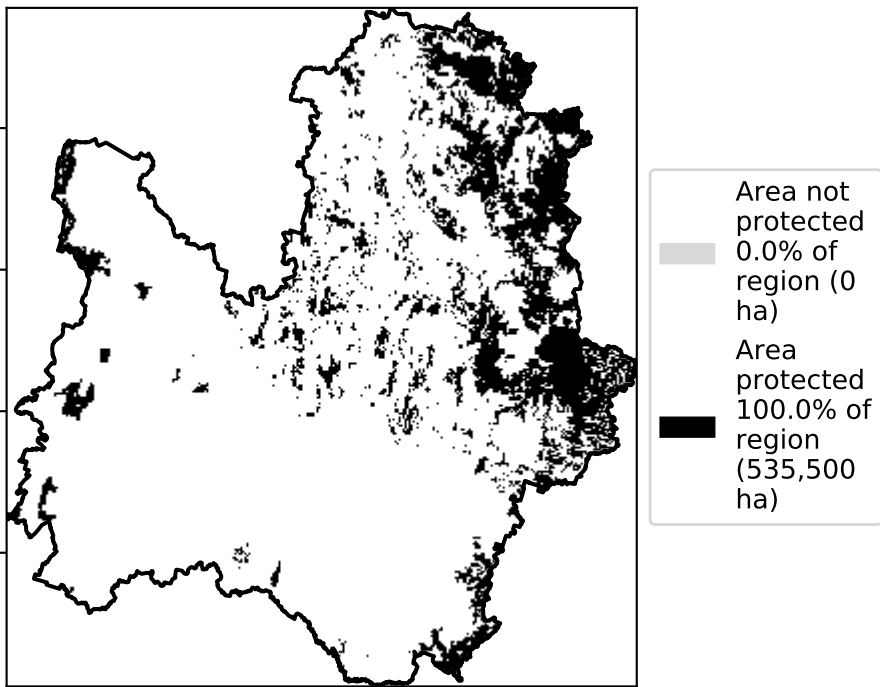 Area not
protected
0.0% of
region (0
ha)
Area
protected
100.0% of
region
(535,500
ha)